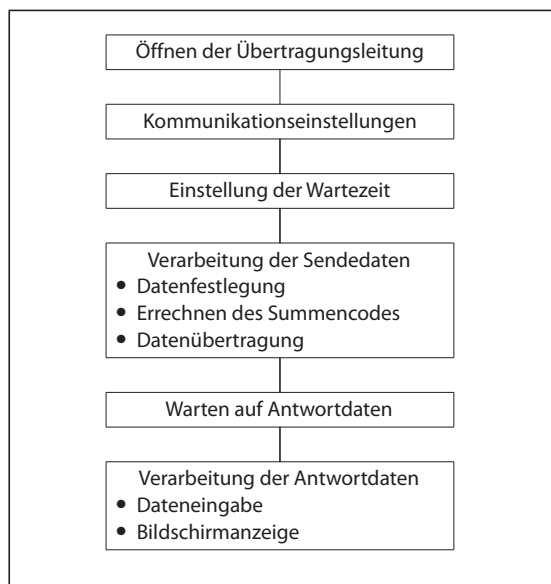 Öffnen der Übertragungsleitung
Kommunikationseinstellungen
Einstellung der Wartezeit
Verarbeitung der Sendedaten
• Datenfestlegung
• Errechnen des Summencodes
• Datenübertragung
Warten auf Antwortdaten
Verarbeitung der Antwortdaten
• Dateneingabe
• Bildschirmanzeige